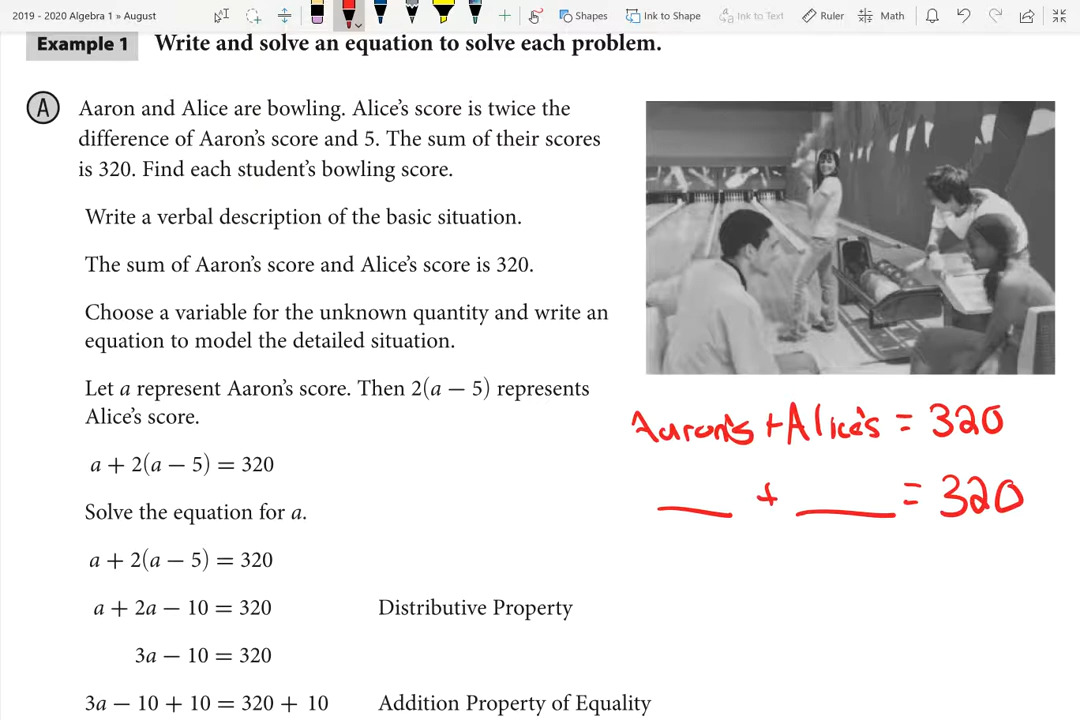 2019 - 2020 Algebra 1 » August
Shapes
Ink to Shape
Ink to Text
Ruler
Math
Example 1 Write and solve an equation to solve each problem.
A Aaron and Alice are bowling. Alice's score is twice the
difference of Aaron's score and 5. The sum of their scores
is 320. Find each student's bowling score.
Write a verbal description of the basic situation.
The sum of Aaron's score and Alice's score is 320.
Choose a variable for the unknown quantity and write an
equation to model the detailed situation.
Let a represent Aaron's score. Then 2(a − 5) represents
Alice's score.
Aaron's + Alice's = 320
a + 2(a − 5) = 320
___ + ___ = 320
Solve the equation for a.
a + 2(a − 5) = 320
a + 2a − 10 = 320 Distributive Property
3a − 10 = 320
3a − 10 + 10 = 320 + 10 Addition Property of Equality